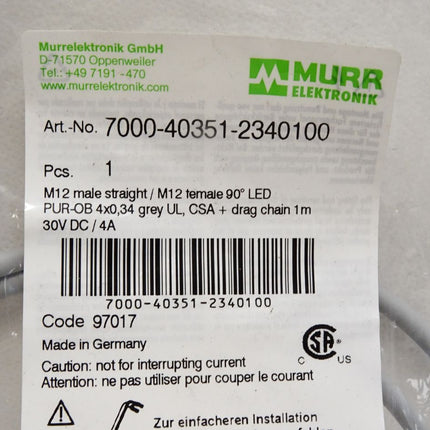 Murrelektronik GmbH
D-71570 Oppenweiler
Tel.: +49 7191 -470
www.murrelektronik.com
MURR
ELEKTRONIK
Art.-No. 7000-40351-2340100
Pcs. 1
M12 male straight / M12 female 90° LED
PUR-OB 4x0,34 grey UL, CSA + drag chain 1m
30V DC / 4A
7000-40351-2340100
Code 97017
Made in Germany
C US
Caution: not for interrupting current
Attention: ne pas utiliser pour couper le courant
Zur einfacheren Installation